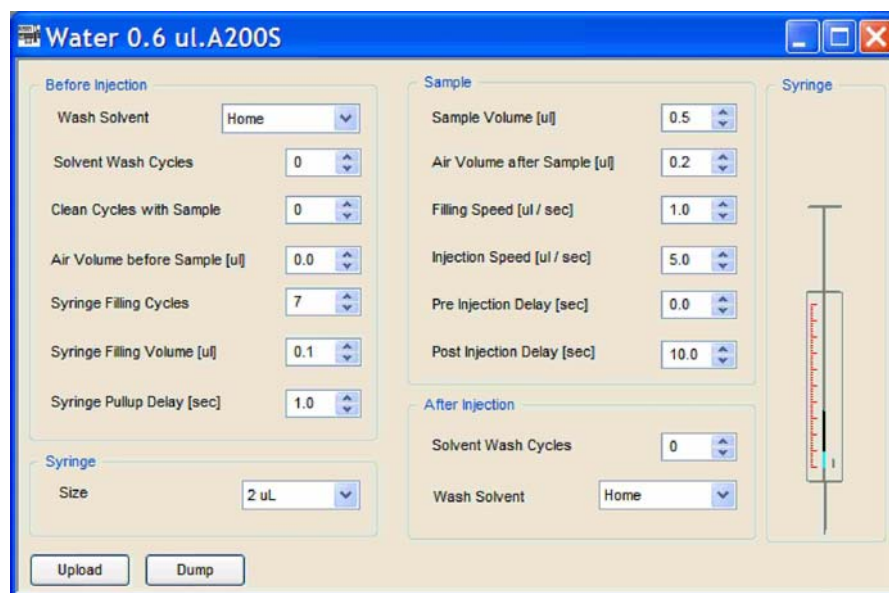 Water 0.6 ul.A200S
Before Injection
Wash Solvent Home
Solvent Wash Cycles 0
Clean Cycles with Sample 0
Air Volume before Sample [ul] 0.0
Syringe Filling Cycles 7
Syringe Filling Volume [ul] 0.1
Syringe Pullup Delay [sec] 1.0
Syringe
Size 2 uL
Upload Dump
Sample
Sample Volume [ul] 0.5
Air Volume after Sample [ul] 0.2
Filling Speed [ul / sec] 1.0
Injection Speed [ul / sec] 5.0
Pre Injection Delay [sec] 0.0
Post Injection Delay [sec] 10.0
After Injection
Solvent Wash Cycles 0
Wash Solvent Home
Syringe